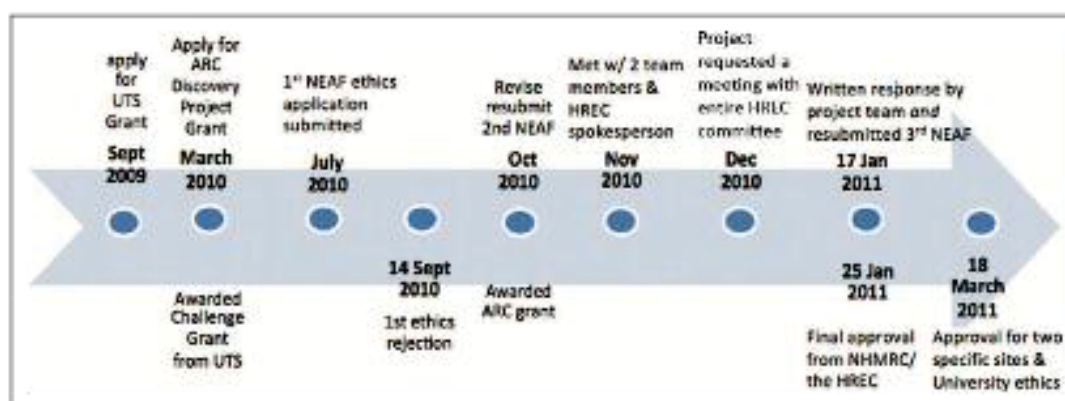 apply
for
UTS
Grant
Sept
2009
Apply for
ARC
Discovery
Project
Grant
March
2010
1st NEAF ethics
application
submitted
July
2010
Revise
resubmit
2nd NEAF
Oct
2010
Met w/ 2 team
members &
HREC
spokesperson
Nov
2010
Project
requested a
meeting with
entire HREC
committee
Dec
2010
Written response by
project team and
resubmitted 3rd NEAF
17 Jan
2011
Awarded
Challenge
Grant
from UTS
14 Sept
2010
1st ethics
rejection
Awarded
ARC grant
25 Jan
2011
Final approval
from NHMRC/
the HREC
18
March
2011
Approval for two
specific sites &
University ethics